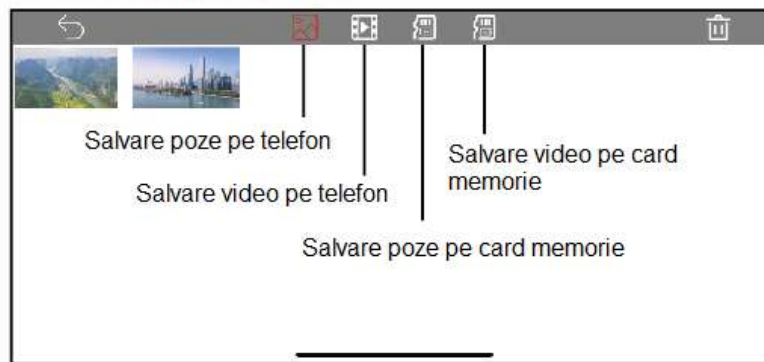 Salvare poze pe telefon
Salvare video pe card
memorie
Salvare video pe telefon
Salvare poze pe card memorie